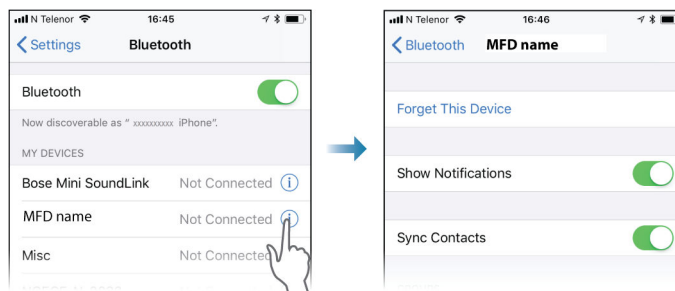 N Telenor 16:45
Settings Bluetooth
Bluetooth
Now discoverable as “ xxxxxxxxxx iPhone”.
MY DEVICES
Bose Mini SoundLink Not Connected i
MFD name Not Connected i
Misc Not Connected
N Telenor 16:46
Bluetooth MFD name
Forget This Device
Show Notifications
Sync Contacts